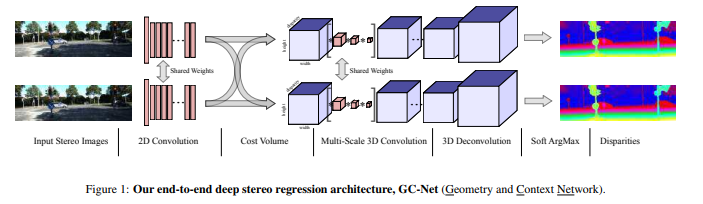 Shared Weights
disparity
height
width
Shared Weights
disparity
height
width
Input Stereo Images
2D Convolution
Cost Volume
Multi-Scale 3D Convolution
3D Deconvolution
Soft ArgMax
Disparities
Figure 1: Our end-to-end deep stereo regression architecture, GC-Net (Geometry and Context Network).